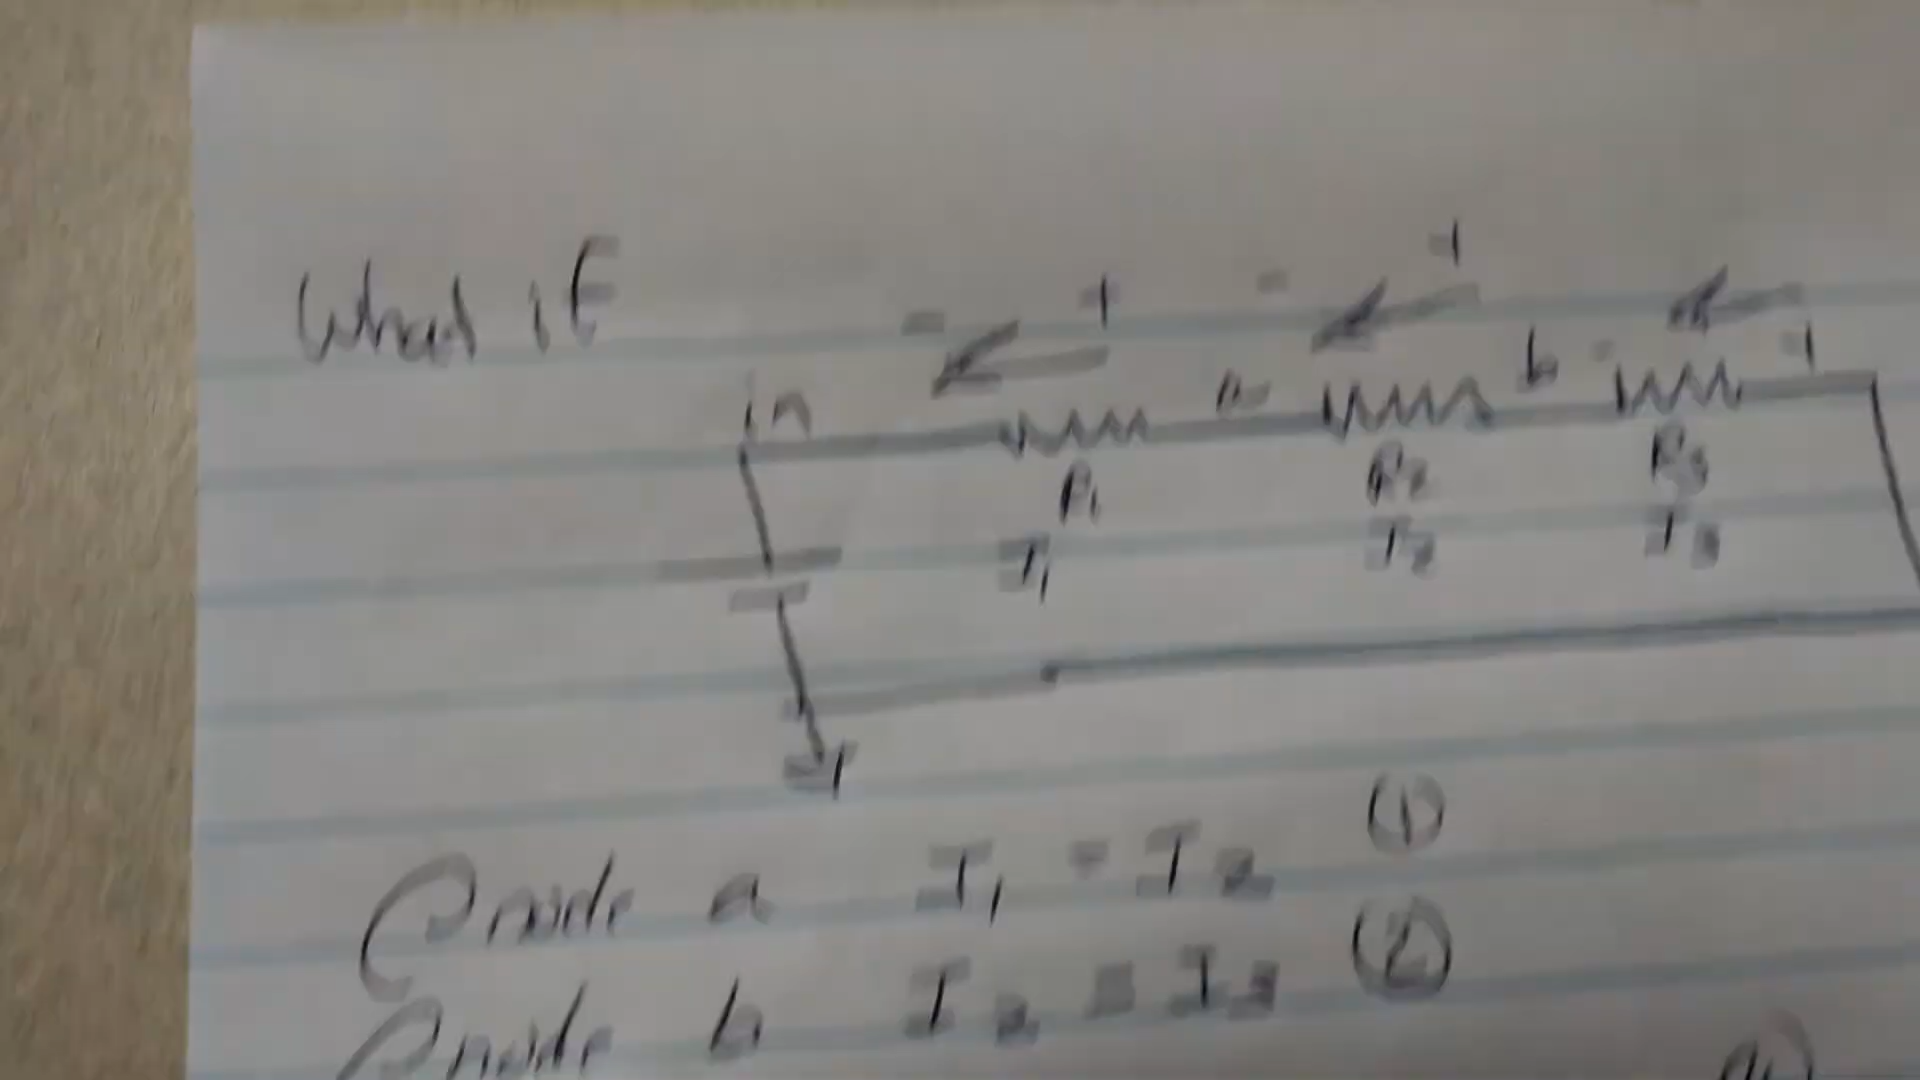 What if
- + - +
in a b - +
R1 R2 R3
I1 I2 I3
@ node a I1 = I2 (1)
@ node b I2 = I3 (2)